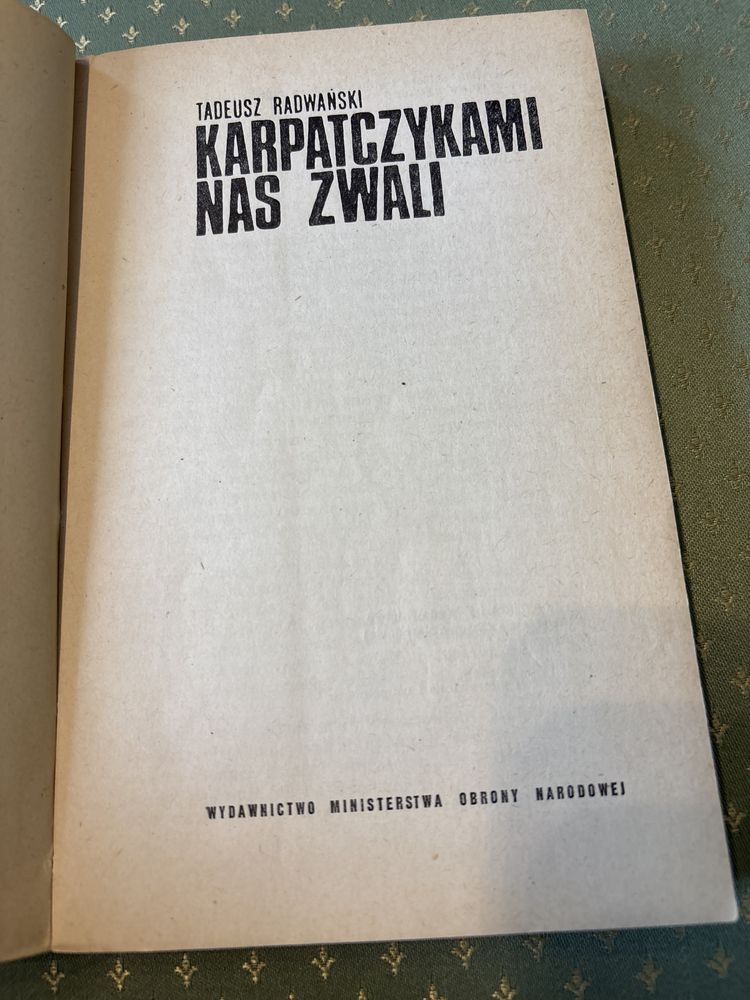 TADEUSZ RADWAŃSKI
KARPATCZYKAMI
NAS ZWALI
WYDAWNICTWO MINISTERSTWA OBRONY NARODOWEJ